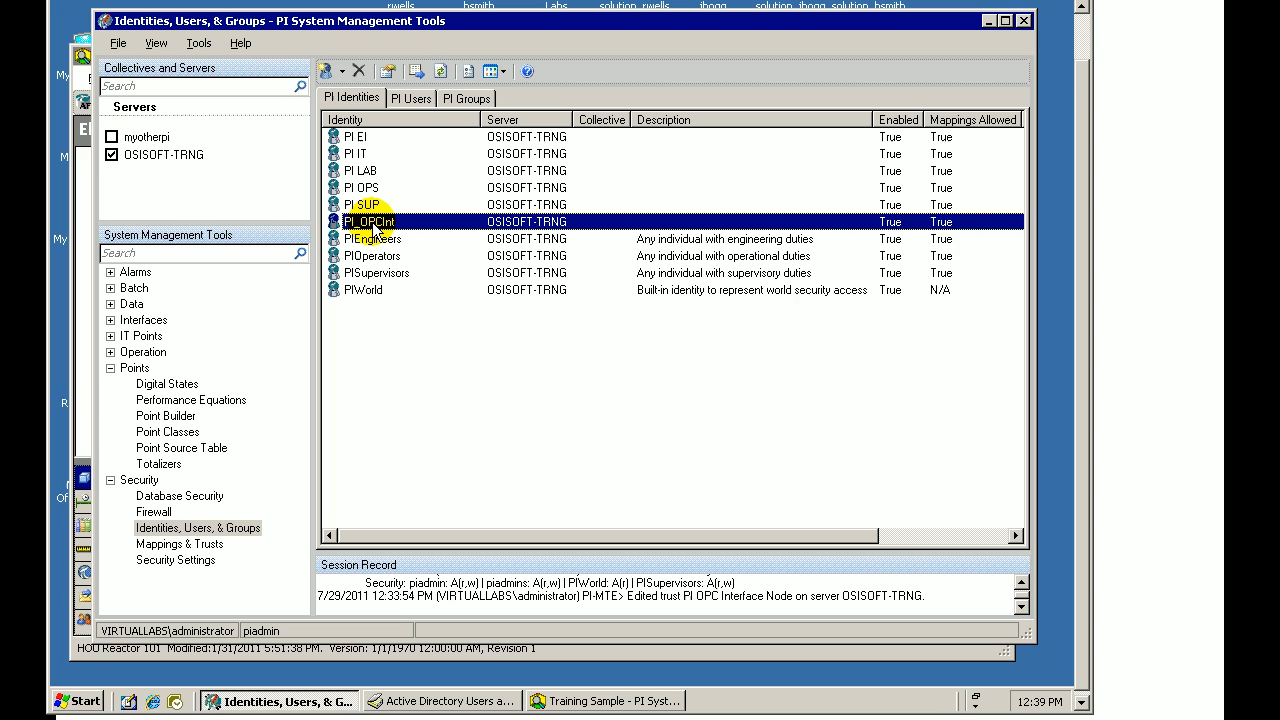 rwells bsmith Labs solution_rwells solution_jbogg solution_bsmith
Identities, Users, & Groups - PI System Management Tools
File View Tools Help
Collectives and Servers
Search
Servers
myotherpi
OSISOFT-TRNG
System Management Tools
Search
Alarms
Batch
Data
Interfaces
IT Points
Operation
Points
Digital States
Performance Equations
Point Builder
Point Classes
Point Source Table
Totalizers
Security
Database Security
Firewall
Identities, Users, & Groups
Mappings & Trusts
Security Settings
PI Identities PI Users PI Groups
Identity Server Collective Description Enabled Mappings Allowed
PI EI OSISOFT-TRNG True True
PI IT OSISOFT-TRNG True True
PI LAB OSISOFT-TRNG True True
PI OPS OSISOFT-TRNG True True
PI SUP OSISOFT-TRNG True True
PI_OPCInt OSISOFT-TRNG True True
PIEngineers OSISOFT-TRNG Any individual with engineering duties True True
PIOperators OSISOFT-TRNG Any individual with operational duties True True
PISupervisors OSISOFT-TRNG Any individual with supervisory duties True True
PIWorld OSISOFT-TRNG Built-in identity to represent world security access True N/A
Session Record
Security: piadmin: A(r,w) | piadmins: A(r,w) | PIWorld: A(r) | PISupervisors: A(r,w)
7/29/2011 12:33:54 PM (VIRTUALLABS\administrator) PI-MTE> Edited trust PI OPC Interface Node on server OSISOFT-TRNG.
VIRTUALLABS\administrator piadmin
HOU Reactor 101 Modified:1/31/2011 5:51:38 PM. Version: 1/1/1970 12:00:00 AM, Revision 1
Start Identities, Users, & G... Active Directory Users a... Training Sample - PI Syst... 12:39 PM